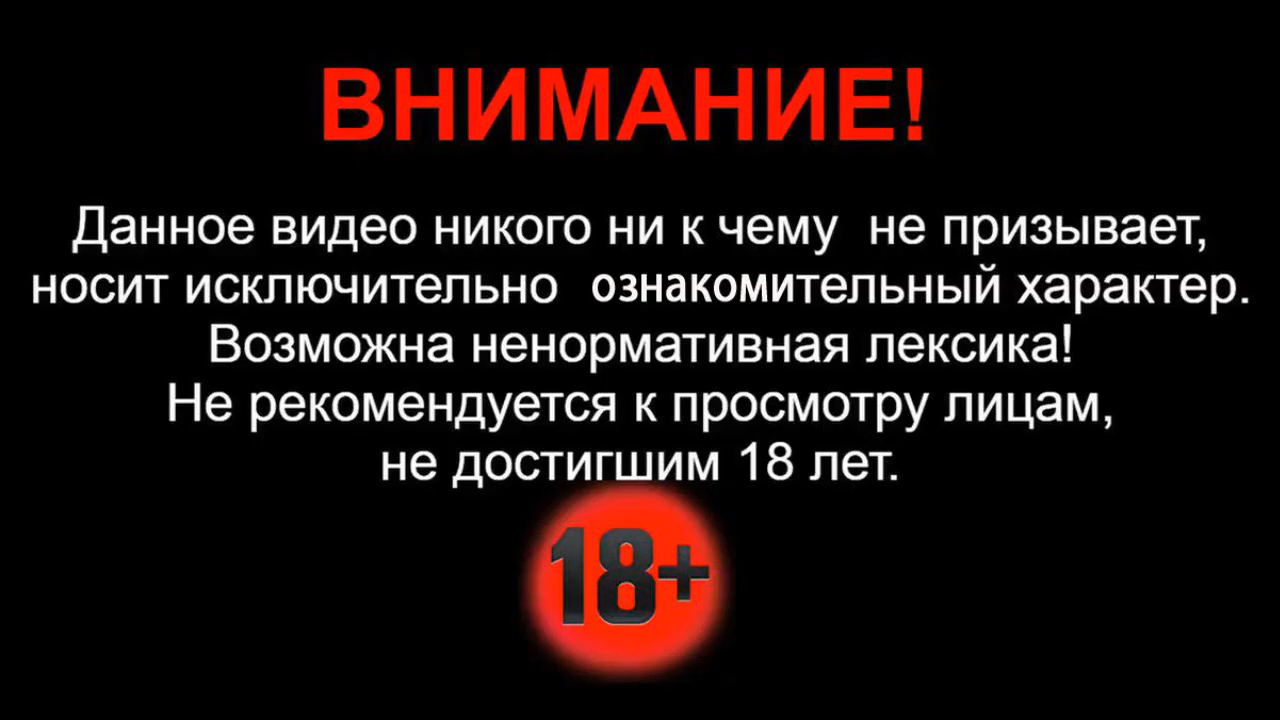 ВНИМАНИЕ!
Данное видео никого ни к чему не призывает,
носит исключительно ознакомительный характер.
Возможна ненормативная лексика!
Не рекомендуется к просмотру лицам,
не достигшим 18 лет.
18+